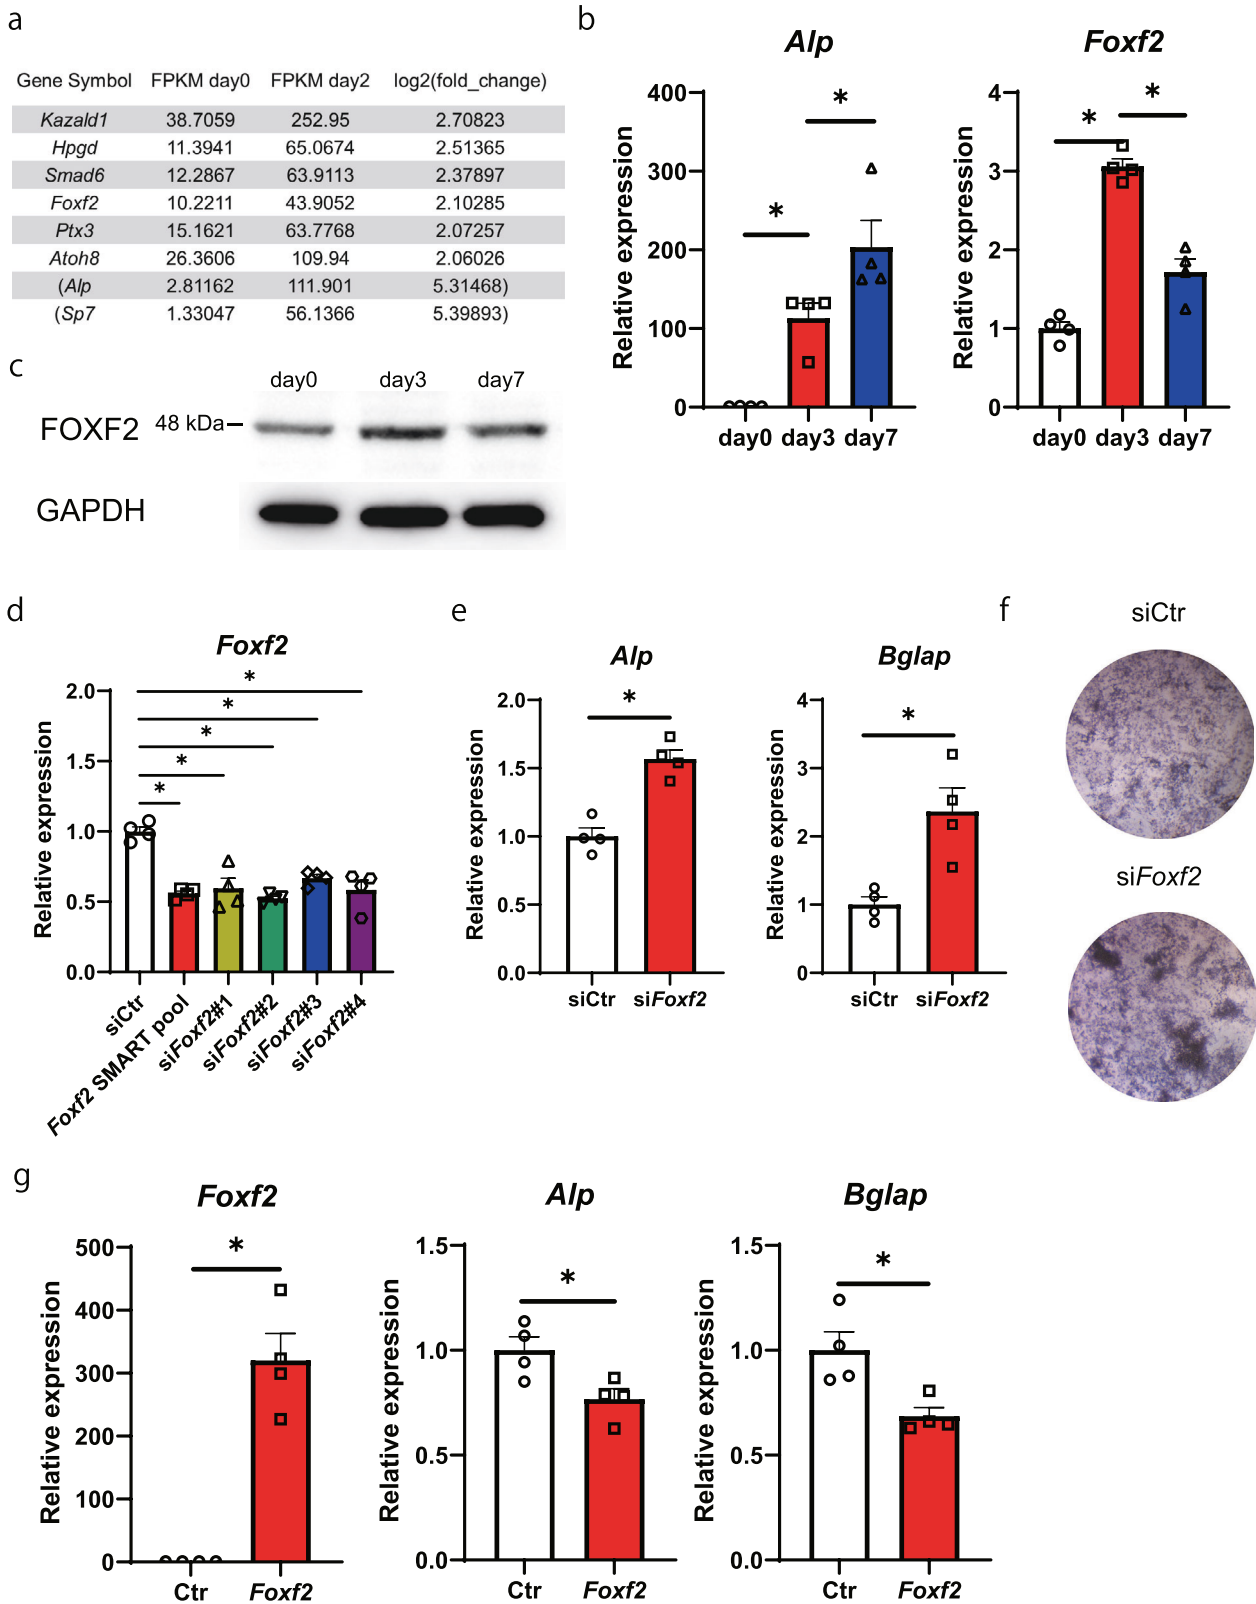 a
Gene Symbol FPKM day0 FPKM day2 log2(fold_change)
Kazald1 38.7059 252.95 2.70823
Hpgd 11.3941 65.0674 2.51365
Smad6 12.2867 63.9113 2.37897
Foxf2 10.2211 43.9052 2.10285
Ptx3 15.1621 63.7768 2.07257
Atoh8 26.3606 109.94 2.06026
(Alp 2.81162 111.901 5.31468)
(Sp7 1.33047 56.1366 5.39893)
b
Alp
Relative expression
400
300
200
100
0
*
*
day0 day3 day7
Foxf2
Relative expression
4
3
2
1
0
*
*
day0 day3 day7
c
day0 day3 day7
FOXF2 48 kDa
GAPDH
d
Foxf2
Relative expression
2.0
1.5
1.0
0.5
0.0
*
*
*
*
*
siCtr
Foxf2 SMART pool
siFoxf2#1
siFoxf2#2
siFoxf2#3
siFoxf2#4
e
Alp
Relative expression
2.0
1.5
1.0
0.5
0.0
*
siCtr siFoxf2
Bglap
Relative expression
4
3
2
1
0
*
siCtr siFoxf2
f
siCtr
siFoxf2
g
Foxf2
Relative expression
500
400
300
200
100
0
*
Ctr Foxf2
Alp
Relative expression
1.5
1.0
0.5
0.0
*
Ctr Foxf2
Bglap
Relative expression
1.5
1.0
0.5
0.0
*
Ctr Foxf2